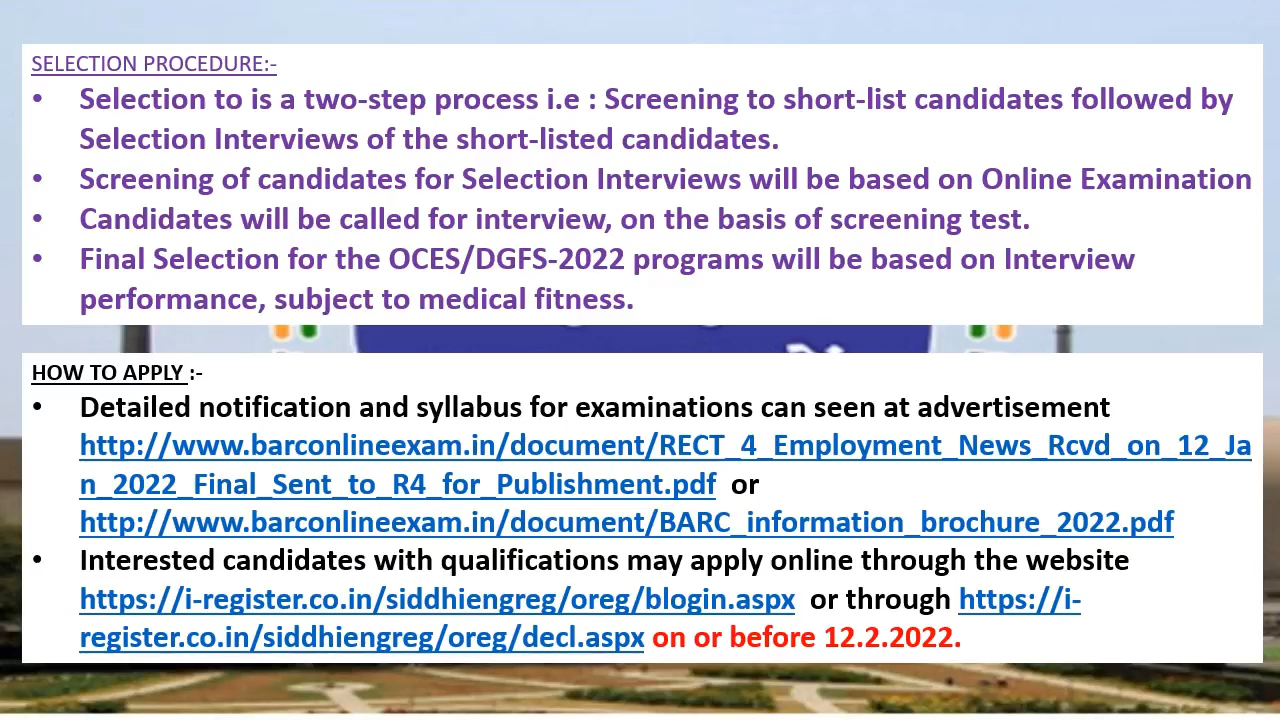 SELECTION PROCEDURE:-
• Selection to is a two-step process i.e : Screening to short-list candidates followed by
Selection Interviews of the short-listed candidates.
• Screening of candidates for Selection Interviews will be based on Online Examination
• Candidates will be called for interview, on the basis of screening test.
• Final Selection for the OCES/DGFS-2022 programs will be based on Interview
performance, subject to medical fitness.
HOW TO APPLY :-
• Detailed notification and syllabus for examinations can seen at advertisement
http://www.barconlineexam.in/document/RECT_4_Employment_News_Rcvd_on_12_Ja
n_2022_Final_Sent_to_R4_for_Publishment.pdf or
http://www.barconlineexam.in/document/BARC_information_brochure_2022.pdf
• Interested candidates with qualifications may apply online through the website
https://i-register.co.in/siddhiengreg/oreg/blogin.aspx or through https://i-
register.co.in/siddhiengreg/oreg/decl.aspx on or before 12.2.2022.